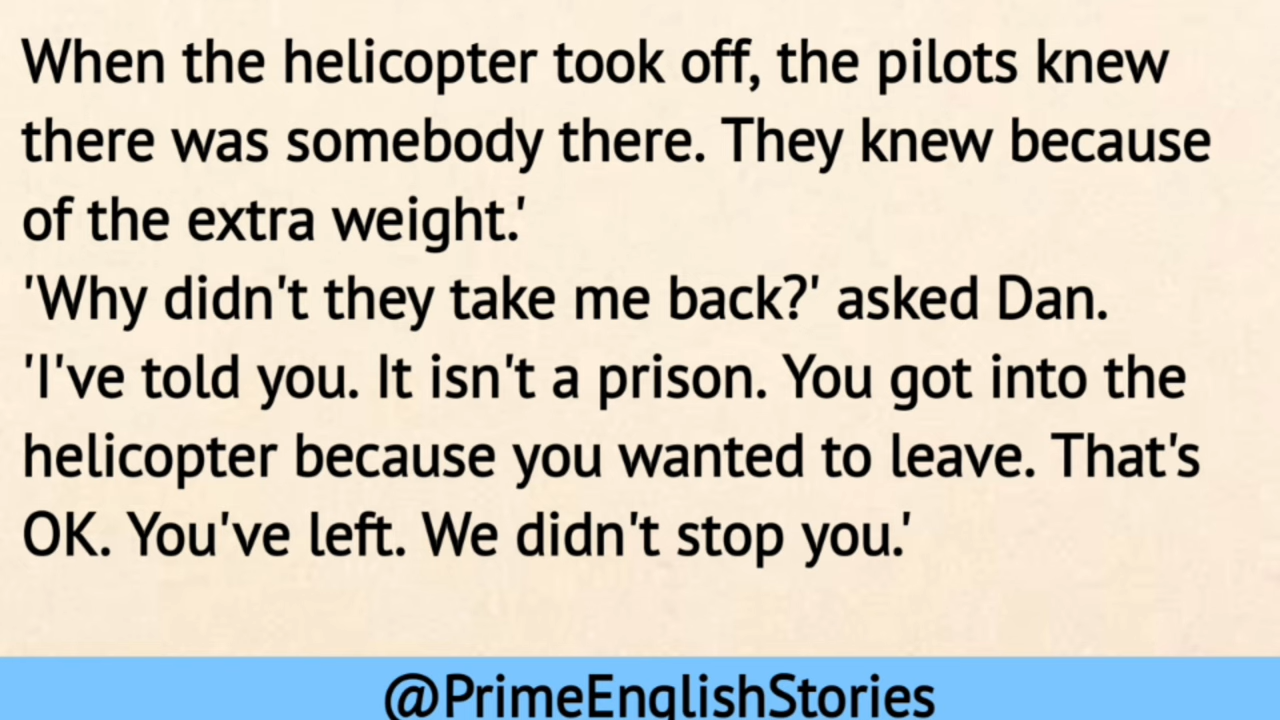 When the helicopter took off, the pilots knew
there was somebody there. They knew because
of the extra weight.'
'Why didn't they take me back?' asked Dan.
'I've told you. It isn't a prison. You got into the
helicopter because you wanted to leave. That's
OK. You've left. We didn't stop you.'
@PrimeEnglishStories